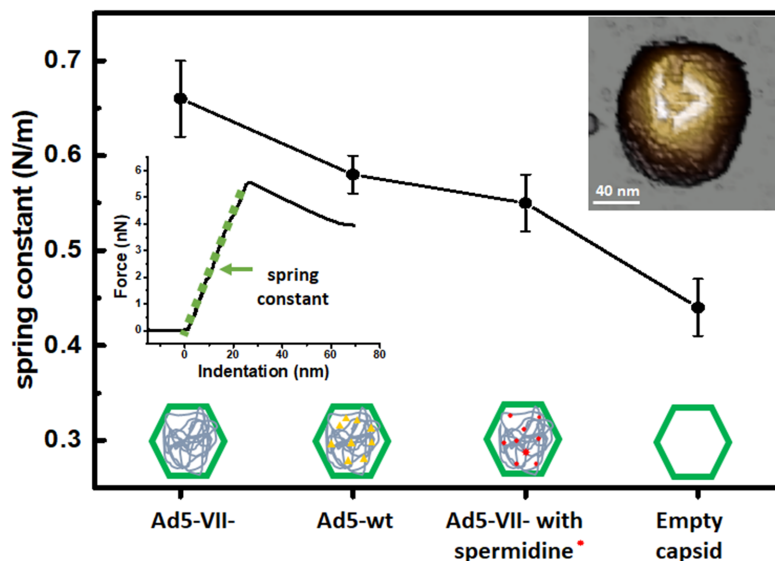 0.7
0.6
0.5
0.4
0.3
spring constant (N/m)
40 nm
6
5
4
3
2
1
0
Force (nN)
spring
constant
0 20 40 60 80
Indentation (nm)
Ad5-VII-
Ad5-wt
Ad5-VII- with
spermidine*
Empty
capsid